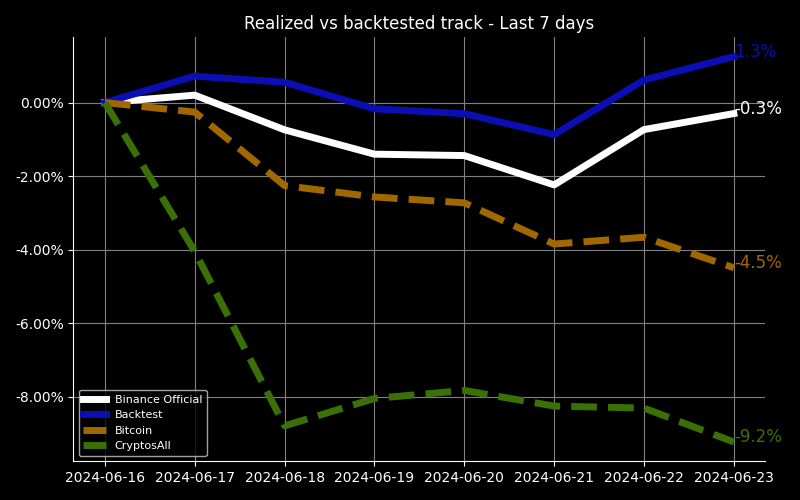 Realized vs backtested track - Last 7 days
1.3%
0.00%
-0.3%
-2.00%
-4.00%
-4.5%
-6.00%
-8.00%
Binance Official
Backtest
Bitcoin
CryptosAll
-9.2%
2024-06-16 2024-06-17 2024-06-18 2024-06-19 2024-06-20 2024-06-21 2024-06-22 2024-06-23